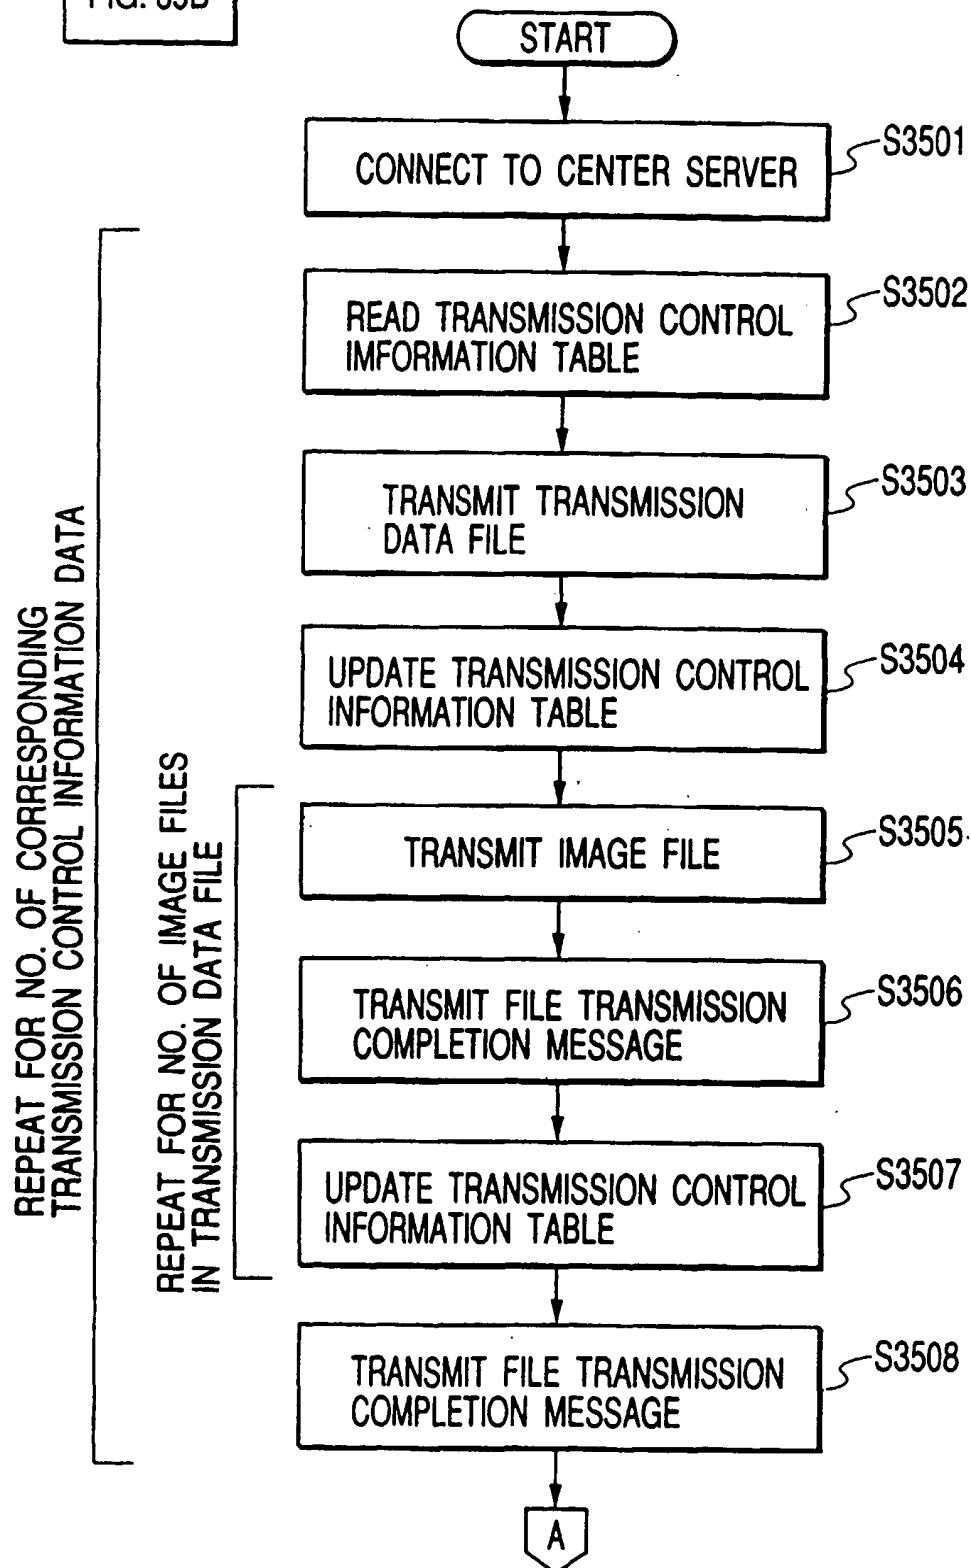 FIG. 35B
START
CONNECT TO CENTER SERVER
S3501
READ TRANSMISSION CONTROL
IMFORMATION TABLE
S3502
TRANSMIT TRANSMISSION
DATA FILE
S3503
UPDATE TRANSMISSION CONTROL
INFORMATION TABLE
S3504
TRANSMIT IMAGE FILE
S3505
TRANSMIT FILE TRANSMISSION
COMPLETION MESSAGE
S3506
UPDATE TRANSMISSION CONTROL
INFORMATION TABLE
S3507
TRANSMIT FILE TRANSMISSION
COMPLETION MESSAGE
S3508
A
REPEAT FOR NO. OF CORRESPONDING
TRANSMISSION CONTROL INFORMATION DATA
REPEAT FOR NO. OF IMAGE FILES
IN TRANSMISSION DATA FILE